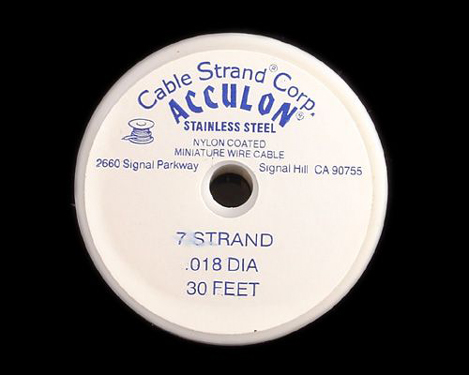 Cable Strand® Corp.
ACCULON®
STAINLESS STEEL
NYLON COATED
MINIATURE WIRE CABLE
2660 Signal Parkway Signal Hill CA 90755
7 STRAND
.018 DIA
30 FEET